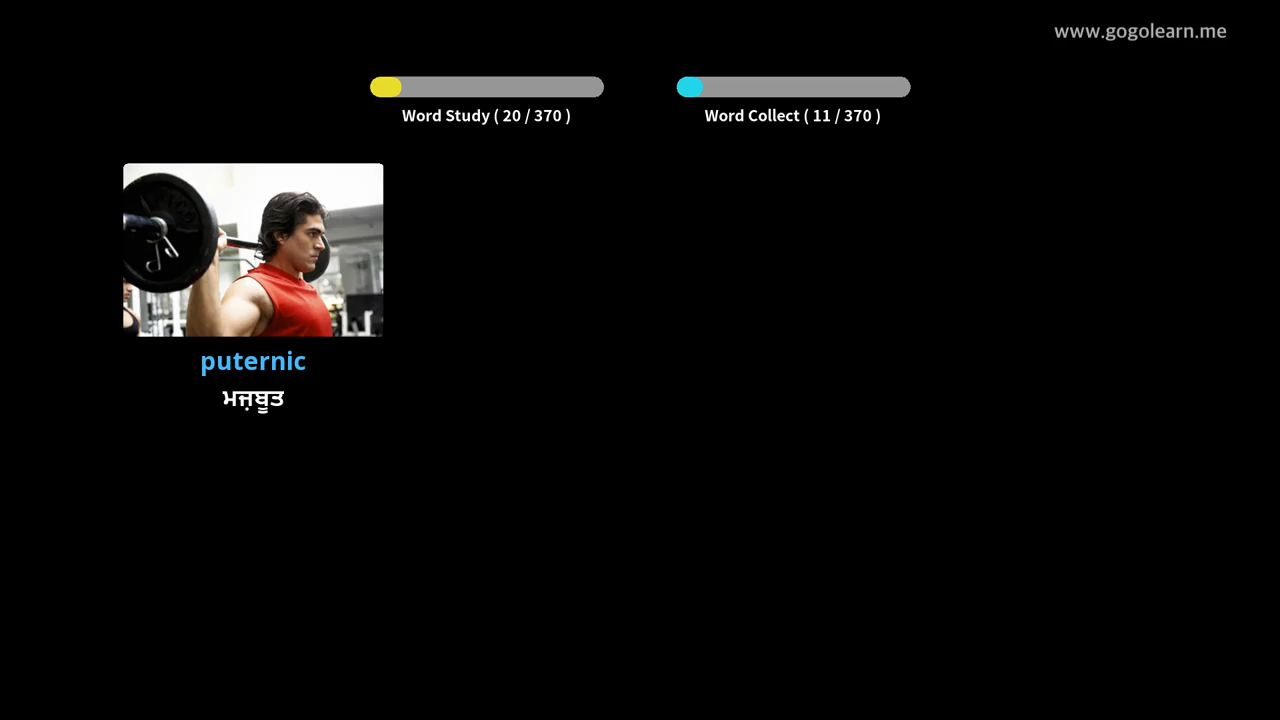 www.gogolearn.me
Word Study ( 20 / 370 )
Word Collect ( 11 / 370 )
puternic
ਮਜ਼ਬੂਤ